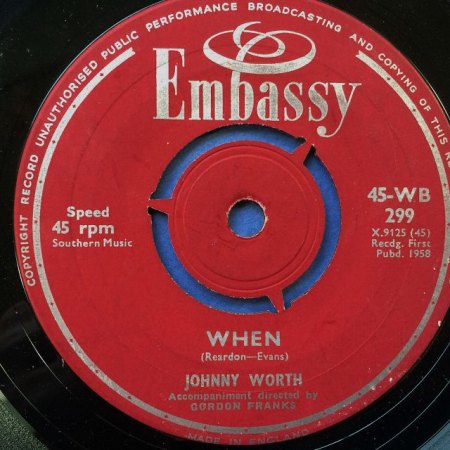 COPYRIGHT RECORD UNAUTHORISED PUBLIC PERFORMANCE BROADCASTING AND COPYING OF THIS RE
Embassy
Speed
45 rpm
Southern Music
45-WB
299
X.9125 (45)
Recdg. First
Pubd. 1958
WHEN
(Reardon—Evans)
JOHNNY WORTH
Accompaniment directed by
GORDON FRANKS
MADE IN ENGLAND